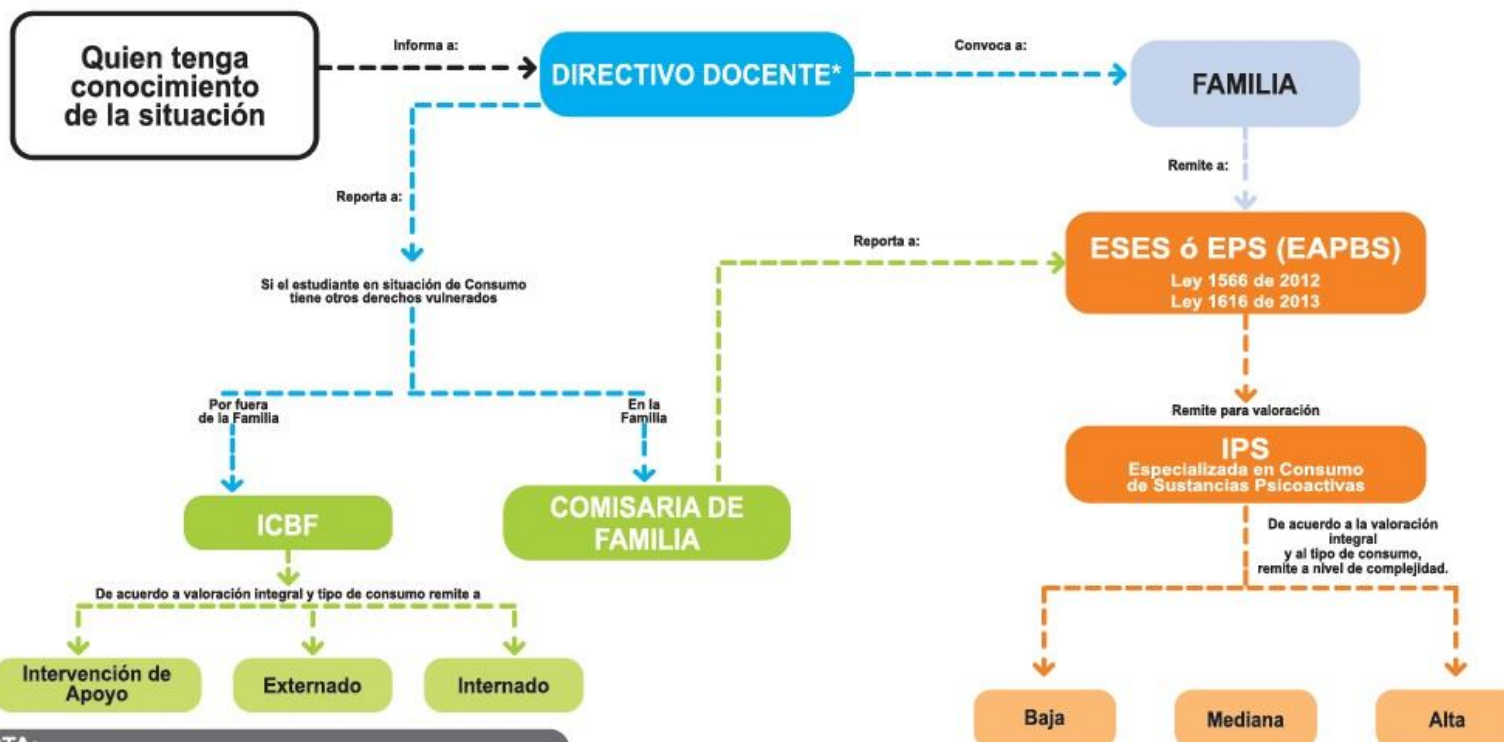 Quien tenga
conocimiento
de la situación
Informa a:
DIRECTIVO DOCENTE*
Convoca a:
FAMILIA
Remite a:
Reporta a:
Reporta a:
ESES ó EPS (EAPBS)
Ley 1566 de 2012
Ley 1616 de 2013
Si el estudiante en situación de Consumo
tiene otros derechos vulnerados
Por fuera
de la Familia
En la
Familia
Remite para valoración
IPS
Especializada en Consumo
de Sustancias Psicoactivas
ICBF
COMISARIA DE
FAMILIA
De acuerdo a la valoración
integral
y al tipo de consumo,
remite a nivel de complejidad.
De acuerdo a valoración integral y tipo de consumo remite a
Intervención de
Apoyo
Externado
Internado
Baja
Mediana
Alta